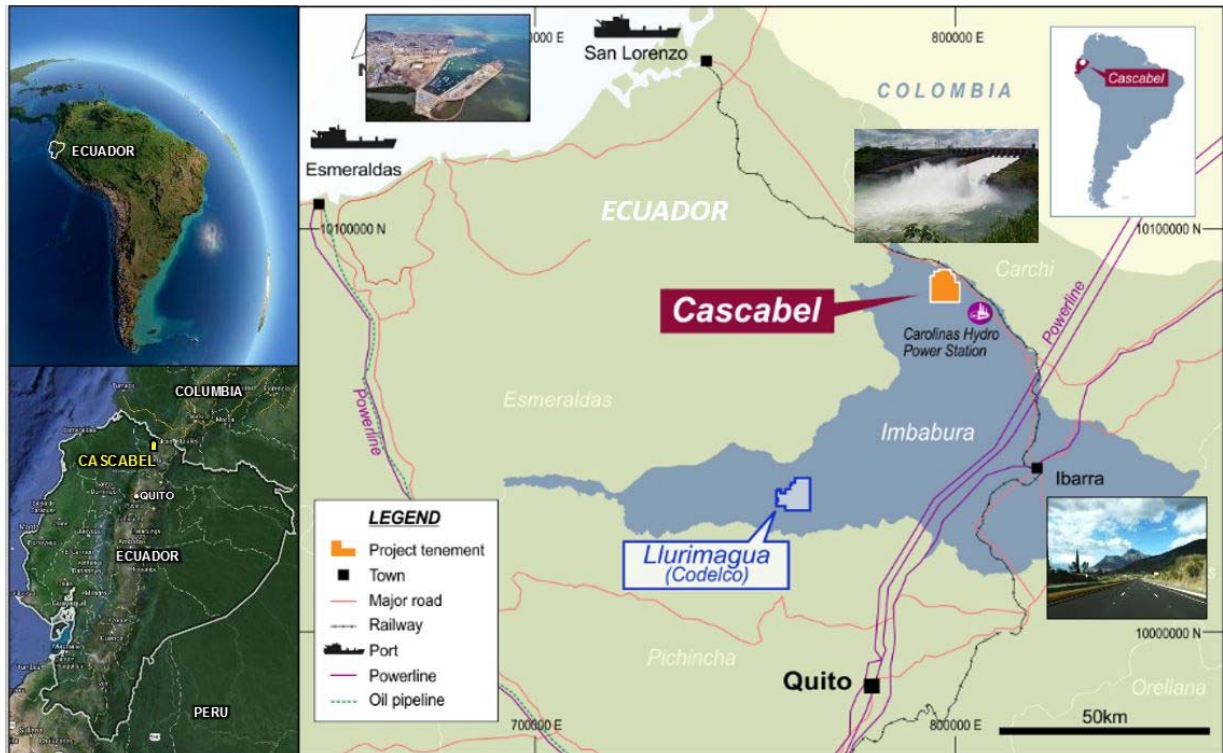 ECUADOR
COLUMBIA
CASCABEL
QUITO
ECUADOR
PERU
San Lorenzo
800000 E
COLOMBIA
Cascabel
Esmeraldas
ECUADOR
10100000 N
10100000 N
Carchi
Cascabel
Carolinas Hydro
Power Station
Powerline
Powerline
Esmeraldas
Imbabura
Ibarra
Llurimagua
(Codelco)
LEGEND
Project tenement
Town
Major road
Railway
Port
Powerline
Oil pipeline
Pichincha
Quito
10000000 N
Orellana
700000 E
800000 E
50km